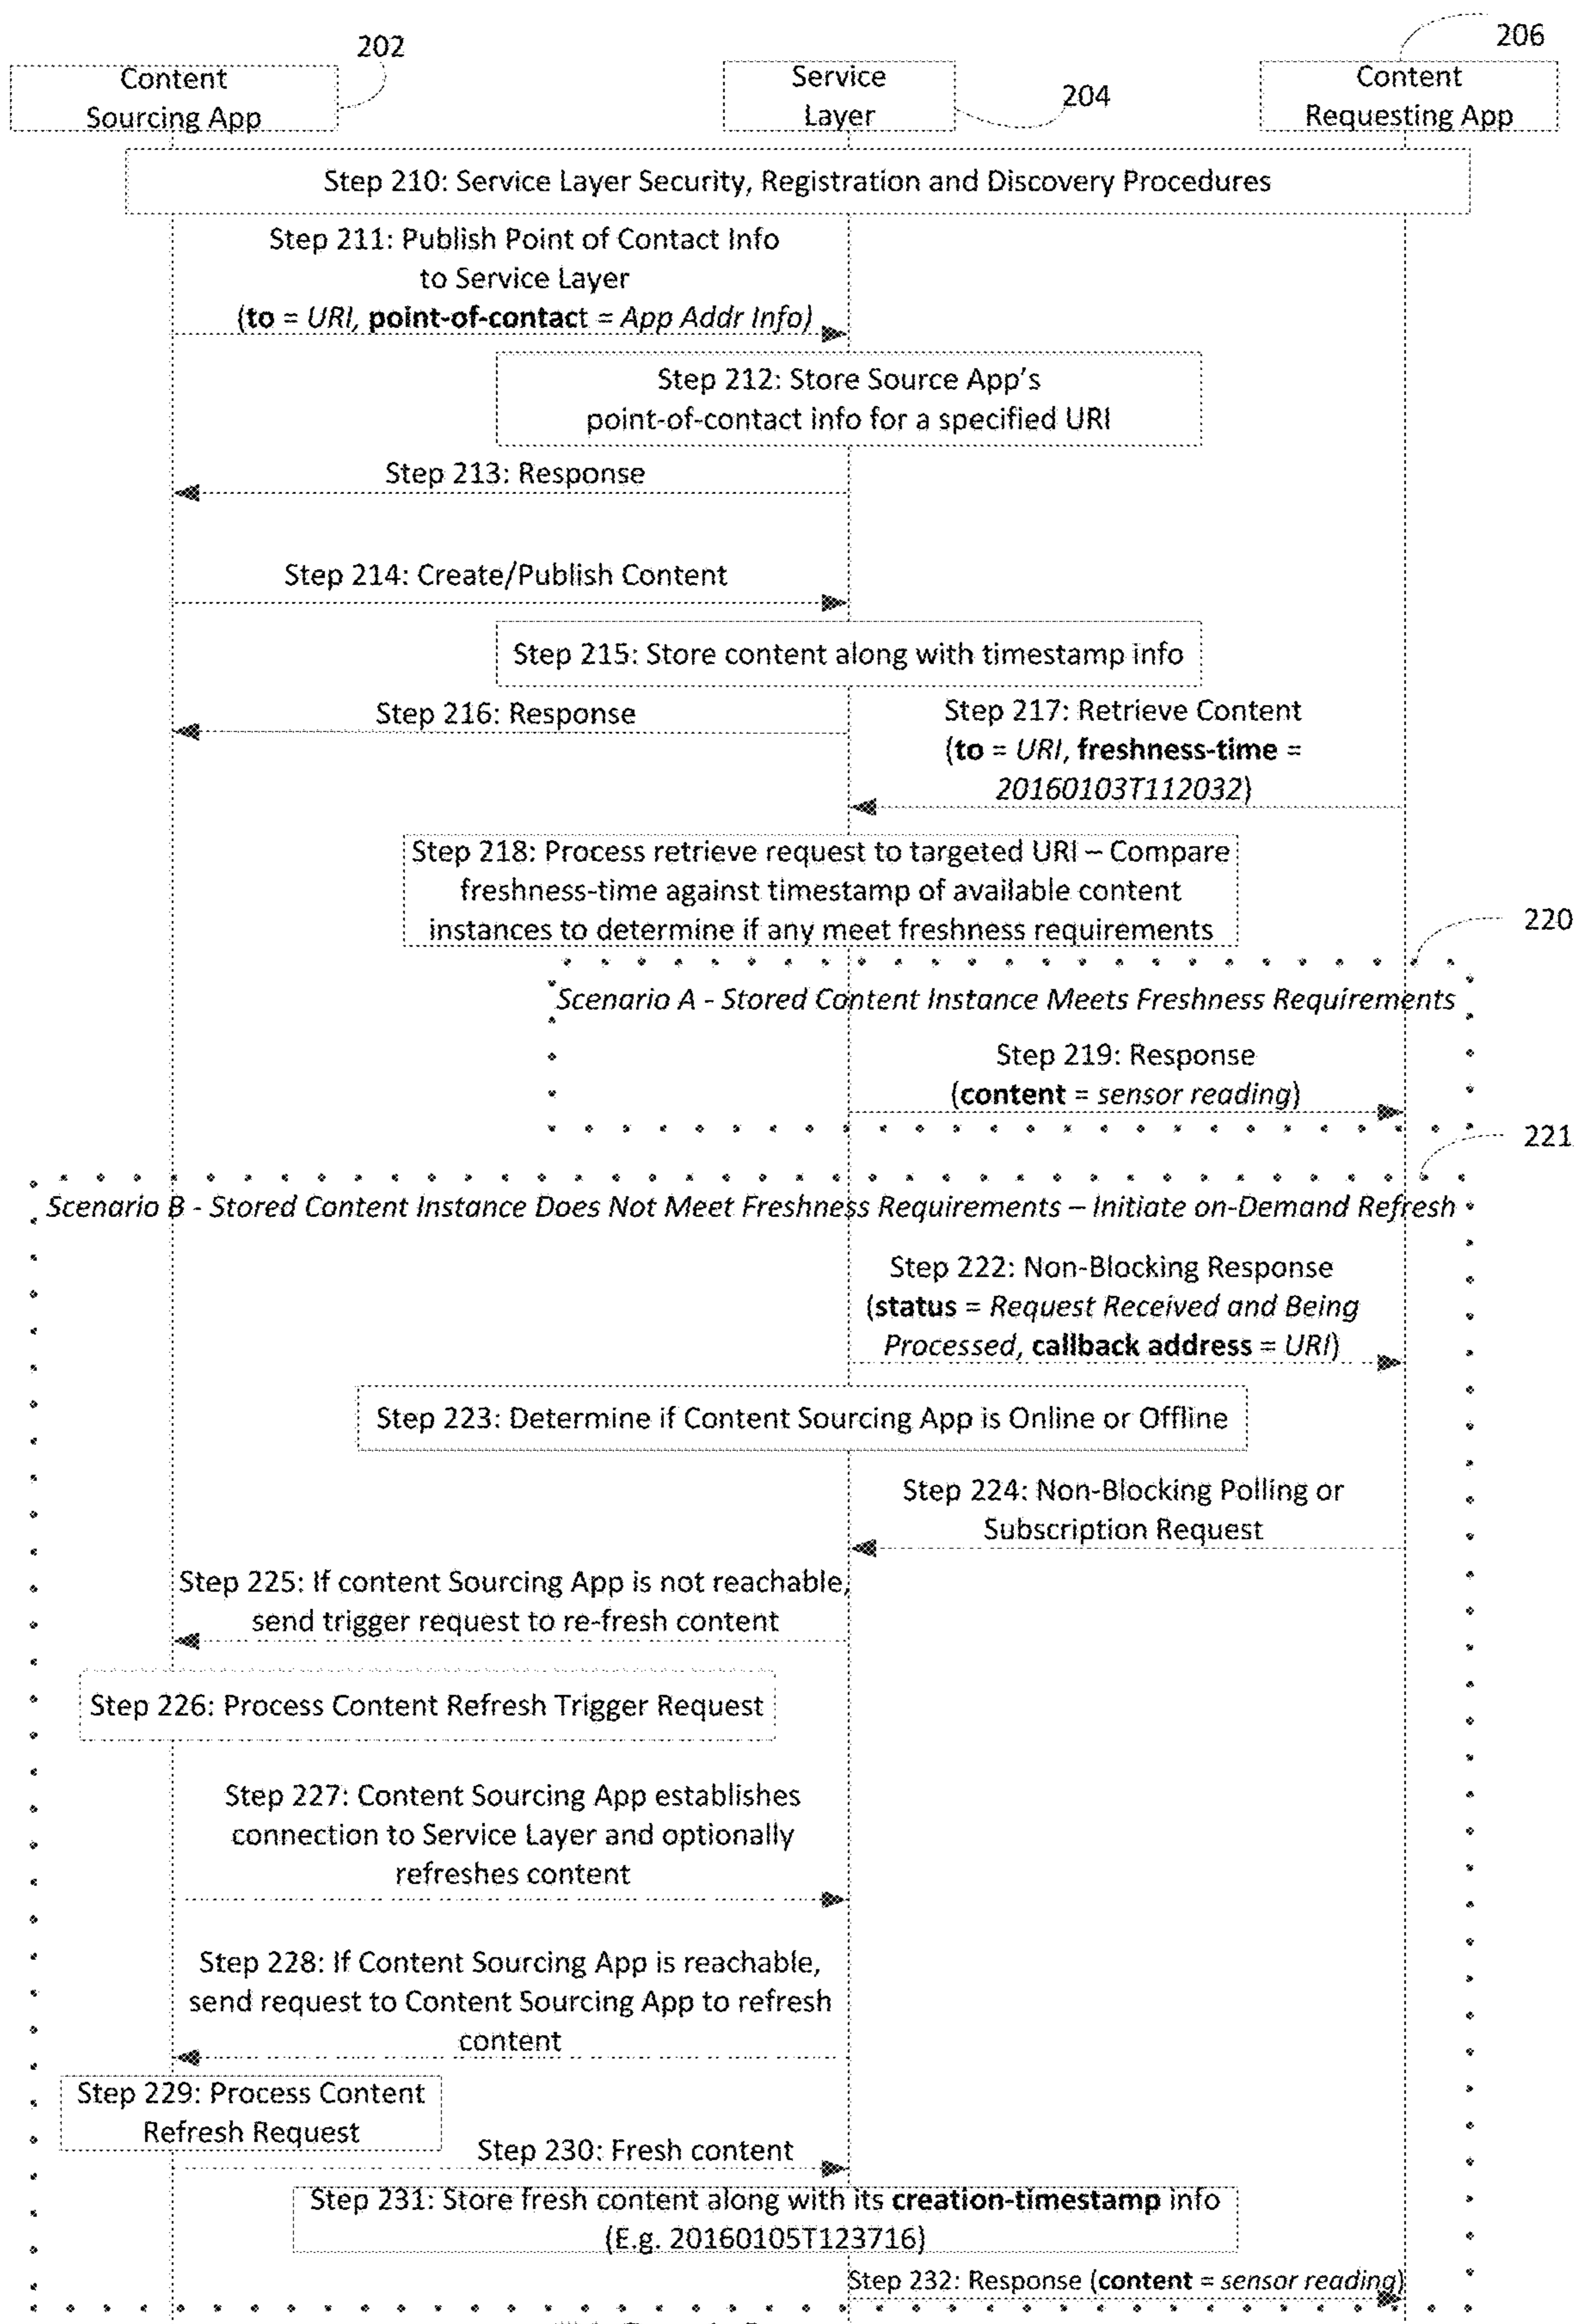 202
206
Content
Sourcing App
Service
Layer
204
Content
Requesting App
Step 210: Service Layer Security, Registration and Discovery Procedures
Step 211: Publish Point of Contact Info
to Service Layer
(to = URI, point-of-contact = App Addr Info)
Step 212: Store Source App's
point-of-contact info for a specified URI
Step 213: Response
Step 214: Create/Publish Content
Step 215: Store content along with timestamp info
Step 216: Response
Step 217: Retrieve Content
(to = URI, freshness-time =
20160103T112032)
Step 218: Process retrieve request to targeted URI – Compare
freshness-time against timestamp of available content
instances to determine if any meet freshness requirements
220
Scenario A - Stored Content Instance Meets Freshness Requirements
Step 219: Response
(content = sensor reading)
221
Scenario B - Stored Content Instance Does Not Meet Freshness Requirements – Initiate on-Demand Refresh
Step 222: Non-Blocking Response
(status = Request Received and Being
Processed, callback address = URI)
Step 223: Determine if Content Sourcing App is Online or Offline
Step 224: Non-Blocking Polling or
Subscription Request
Step 225: If content Sourcing App is not reachable,
send trigger request to re-fresh content
Step 226: Process Content Refresh Trigger Request
Step 227: Content Sourcing App establishes
connection to Service Layer and optionally
refreshes content
Step 228: If Content Sourcing App is reachable,
send request to Content Sourcing App to refresh
content
Step 229: Process Content
Refresh Request
Step 230: Fresh content
Step 231: Store fresh content along with its creation-timestamp info
(E.g. 20160105T123716)
Step 232: Response (content = sensor reading)